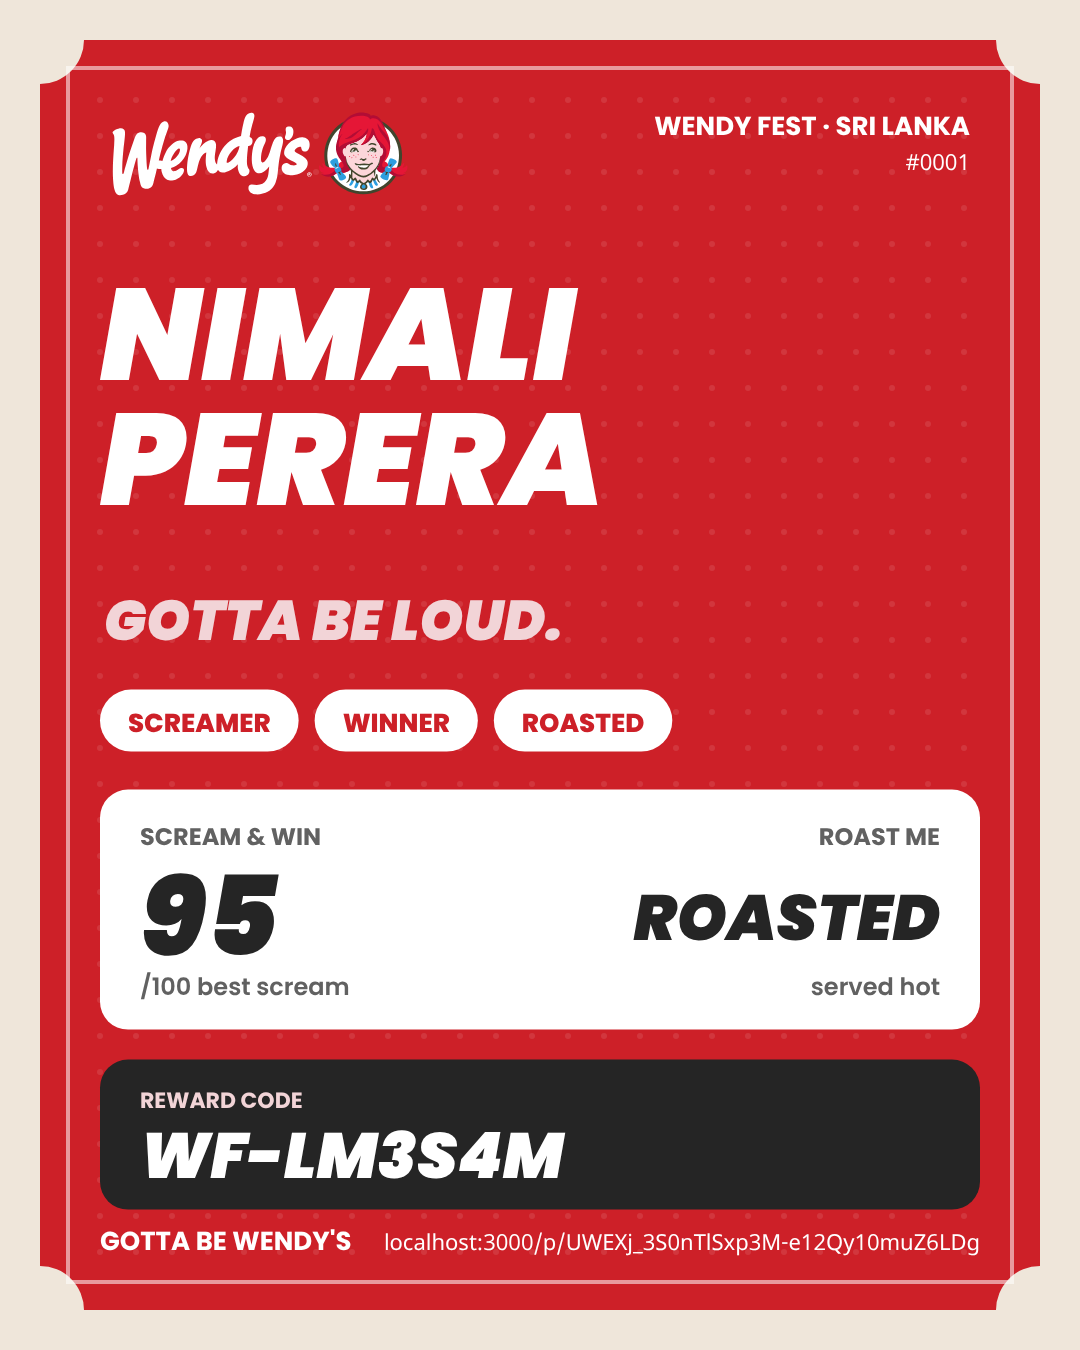 Wendy's
WENDY FEST · SRI LANKA
#0001
NIMALI
PERERA
GOTTA BE LOUD.
SCREAMER WINNER ROASTED
SCREAM & WIN
95
/100 best scream
ROAST ME
ROASTED
served hot
REWARD CODE
WF-LM3S4M
GOTTA BE WENDY'S
localhost:3000/p/UWEXj_3S0nTlSxp3M-e12Qy10muZ6LDg